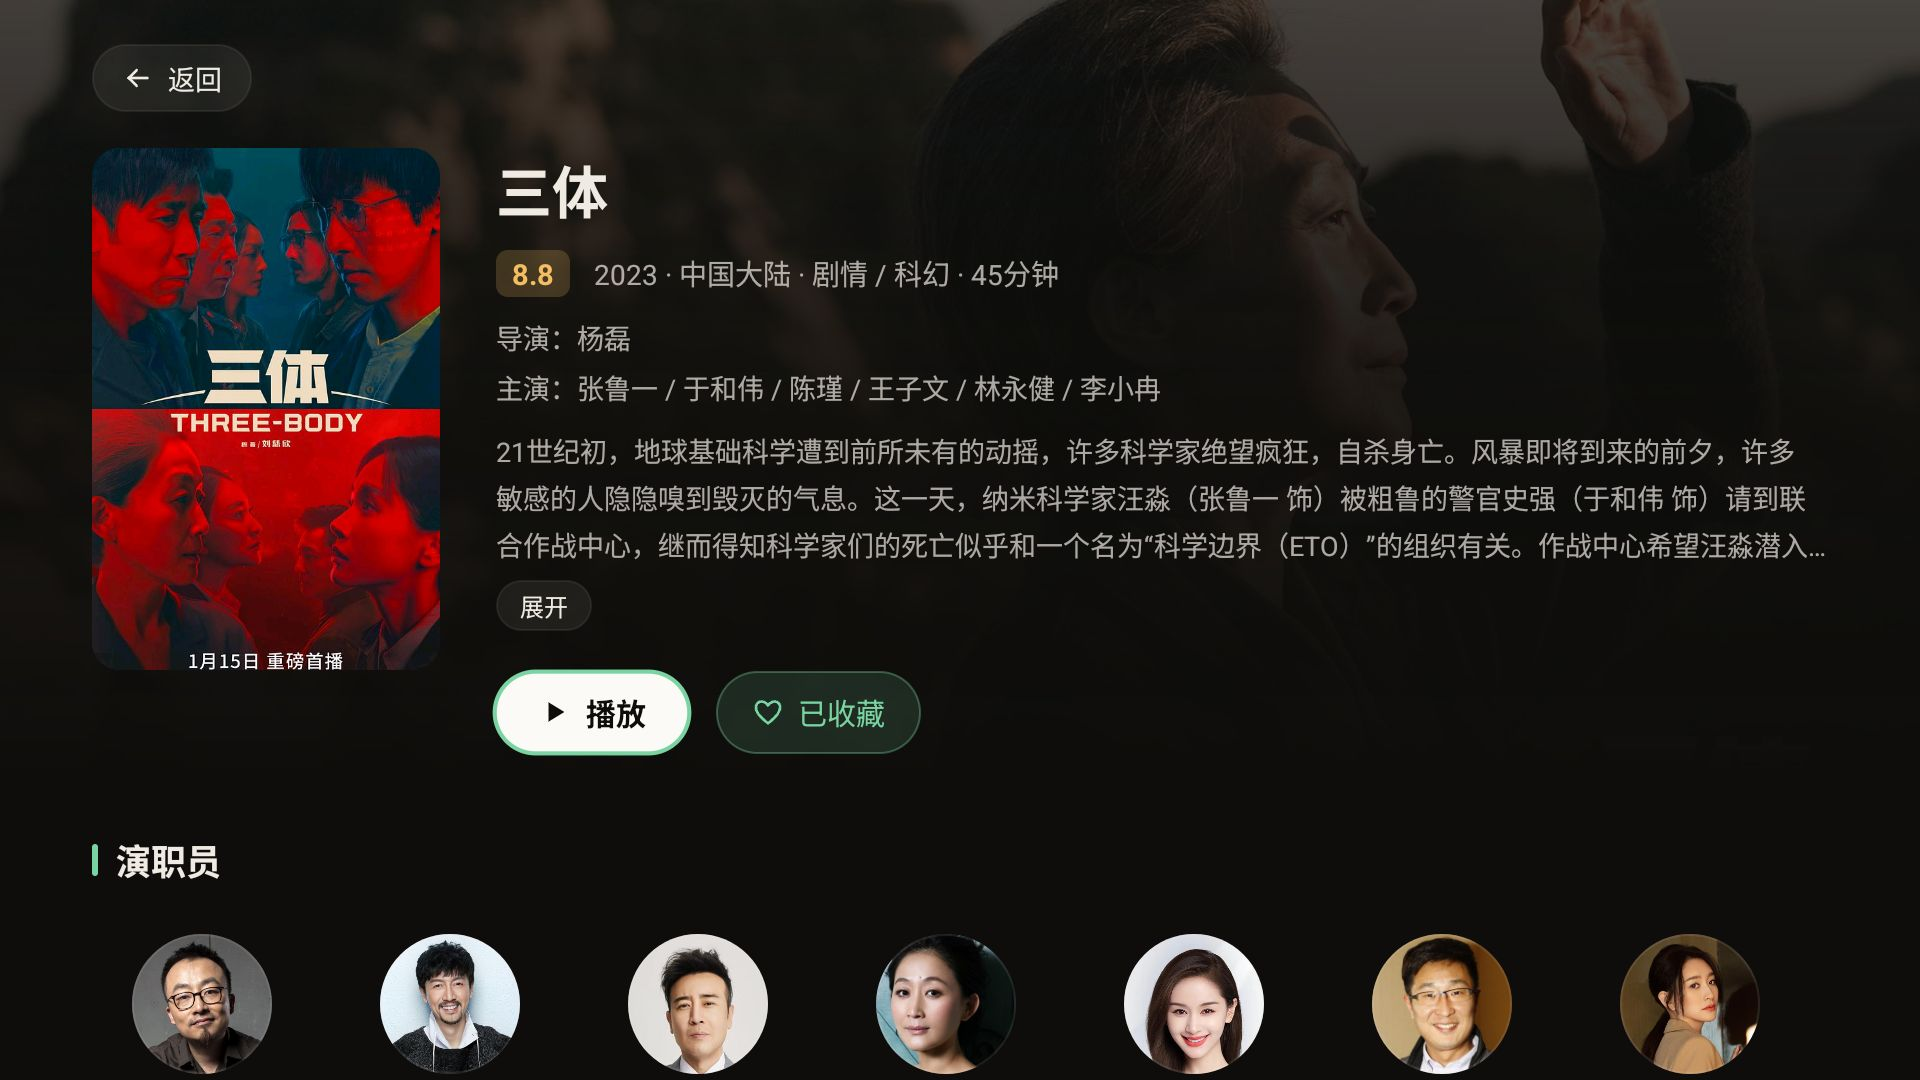 返回
三体
THREE-BODY
原著/刘慈欣
1月15日 重磅首播
三体
8.8 2023 · 中国大陆 · 剧情 / 科幻 · 45分钟
导演：杨磊
主演：张鲁一 / 于和伟 / 陈瑾 / 王子文 / 林永健 / 李小冉
21世纪初，地球基础科学遭到前所未有的动摇，许多科学家绝望疯狂，自杀身亡。风暴即将到来的前夕，许多
敏感的人隐隐嗅到毁灭的气息。这一天，纳米科学家汪淼（张鲁一 饰）被粗鲁的警官史强（于和伟 饰）请到联
合作战中心，继而得知科学家们的死亡似乎和一个名为“科学边界（ETO）”的组织有关。作战中心希望汪淼潜入...
展开
播放
已收藏
演职员